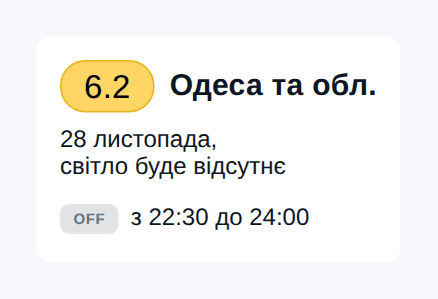 6.2 Одеса та обл.
28 листопада,
світло буде відсутнє
OFF з 22:30 до 24:00